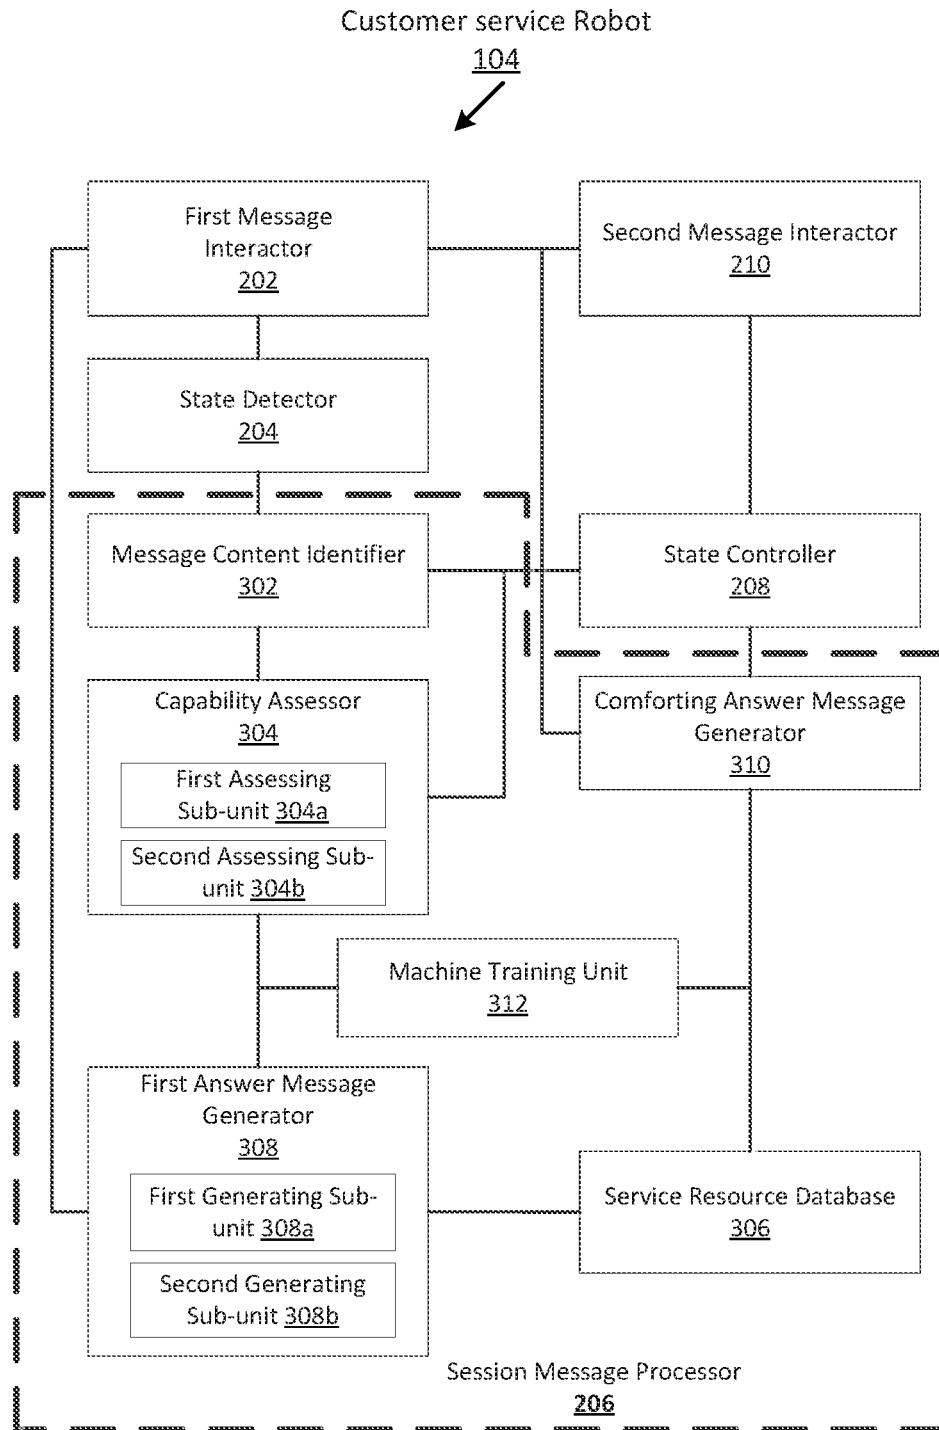 Customer service Robot
104
First Message
Interactor
202
Second Message Interactor
210
State Detector
204
Message Content Identifier
302
State Controller
208
Capability Assessor
304
First Assessing
Sub-unit 304a
Second Assessing Sub-
unit 304b
Comforting Answer Message
Generator
310
Machine Training Unit
312
First Answer Message
Generator
308
First Generating Sub-
unit 308a
Second Generating
Sub-unit 308b
Service Resource Database
306
Session Message Processor
206